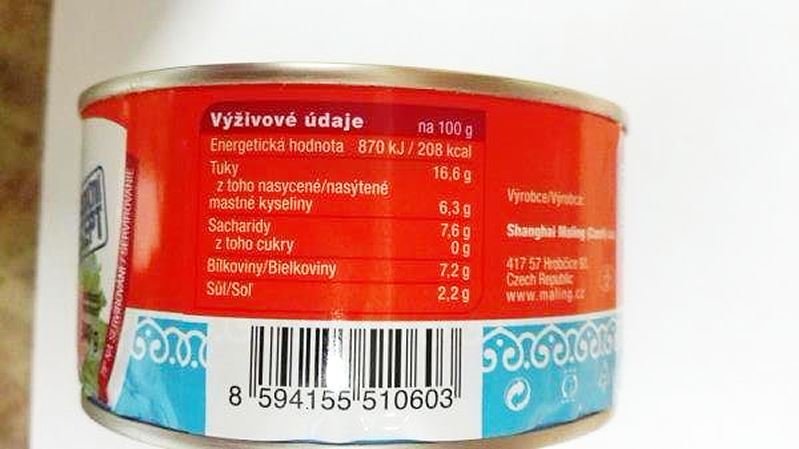 Výživové údaje na 100 g
Energetická hodnota 870 kJ / 208 kcal
Tuky 16,6 g
z toho nasycené/nasýtené
mastné kyseliny 6,3 g
Sacharidy 7,6 g
z toho cukry 0 g
Bílkoviny/Bielkoviny 7,2 g
Sůl/Soľ 2,2 g
Výrobce/Výrobca:
Shanghai Maling
417 57 Hrobčice
Czech Republic
www.maling.cz
8 594155 510603